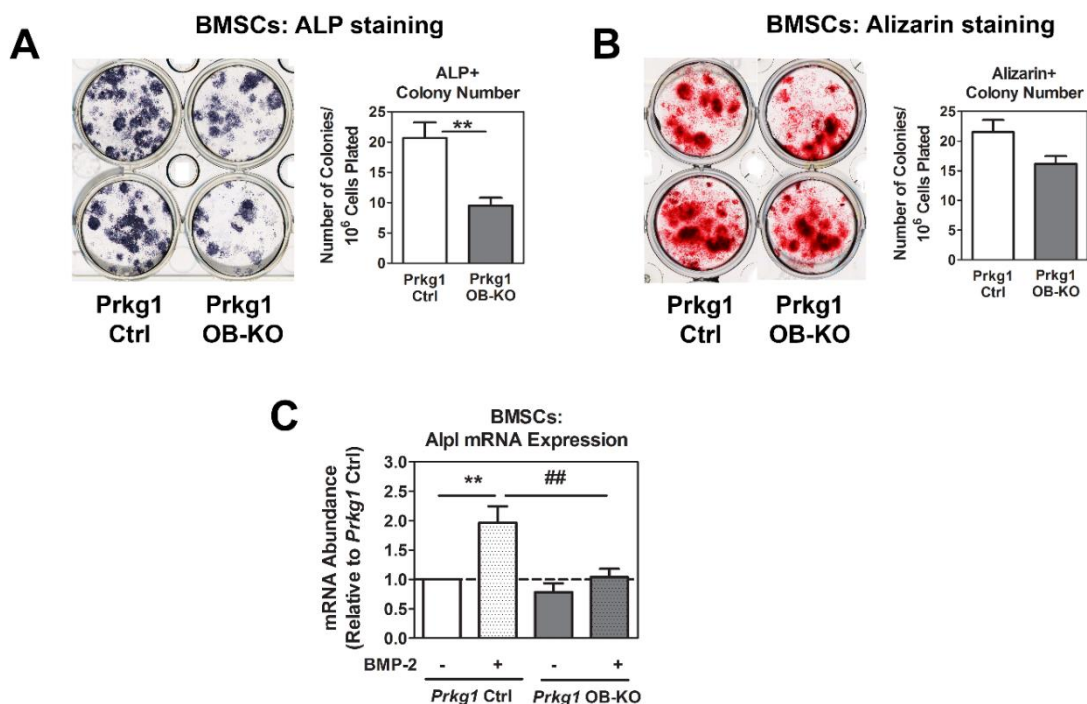 A
BMSCs: ALP staining
ALP+
Colony Number
Number of Colonies/
10⁶ Cells Plated
25
20
15
10
5
0
**
Prkg1
Ctrl
Prkg1
OB-KO
Prkg1
Ctrl
Prkg1
OB-KO
B
BMSCs: Alizarin staining
Alizarin+
Colony Number
Number of Colonies/
10⁶ Cells Plated
25
20
15
10
5
0
Prkg1
Ctrl
Prkg1
OB-KO
Prkg1
Ctrl
Prkg1
OB-KO
C
BMSCs:
Alpl mRNA Expression
mRNA Abundance
(Relative to Prkg1 Ctrl)
3.0
2.5
2.0
1.5
1.0
0.5
0.0
** ##
BMP-2 - + - +
Prkg1 Ctrl Prkg1 OB-KO